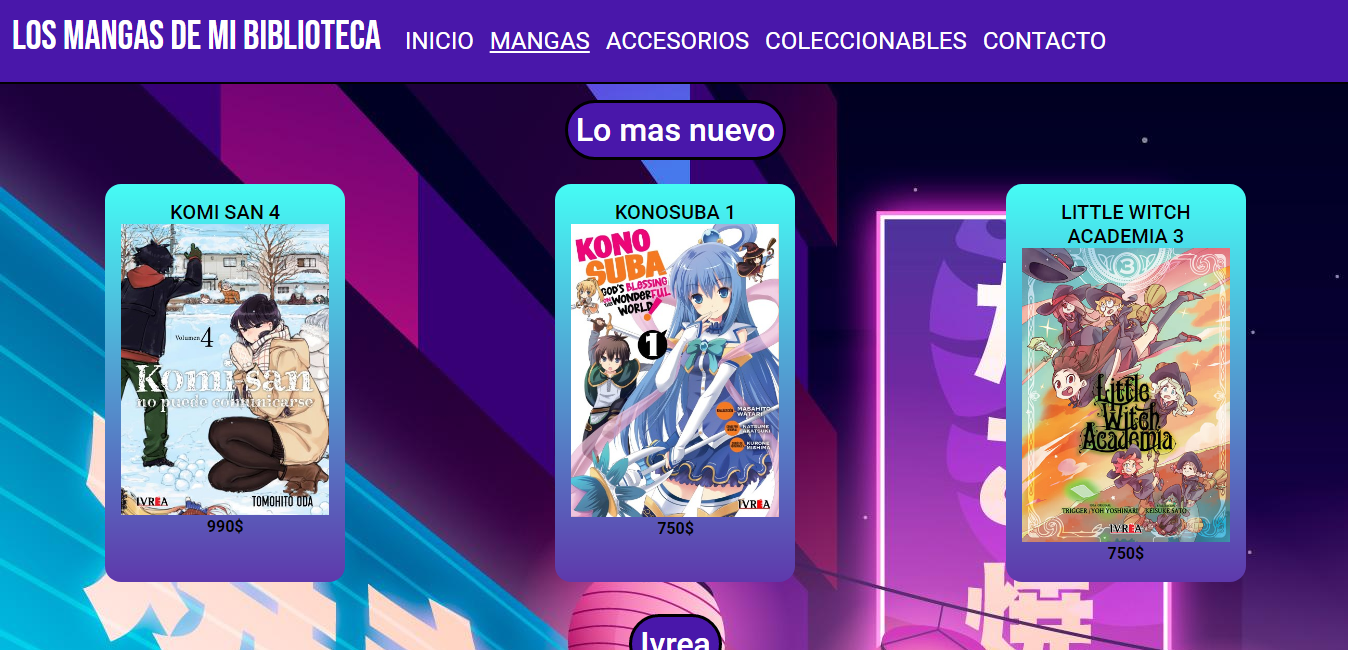 LOS MANGAS DE MI BIBLIOTECA INICIO MANGAS ACCESORIOS COLECCIONABLES CONTACTO
Lo mas nuevo
KOMI SAN 4
Volumen 4
Komi-san
no puede comunicarse
IVREA TOMOHITO ODA
990$
KONOSUBA 1
KONO
SUBA
GOD'S BLESSING
ON THIS WONDERFUL
WORLD!
1
MASAHITO
WATARI
NATSUME
AKATSUKI
KURONE
MISHIMA
IVREA
750$
LITTLE WITCH
ACADEMIA 3
3
Little
Witch
Academia
TRIGGER / YOH YOSHINARI KEISUKE SATO
IVREA
750$
Ivrea